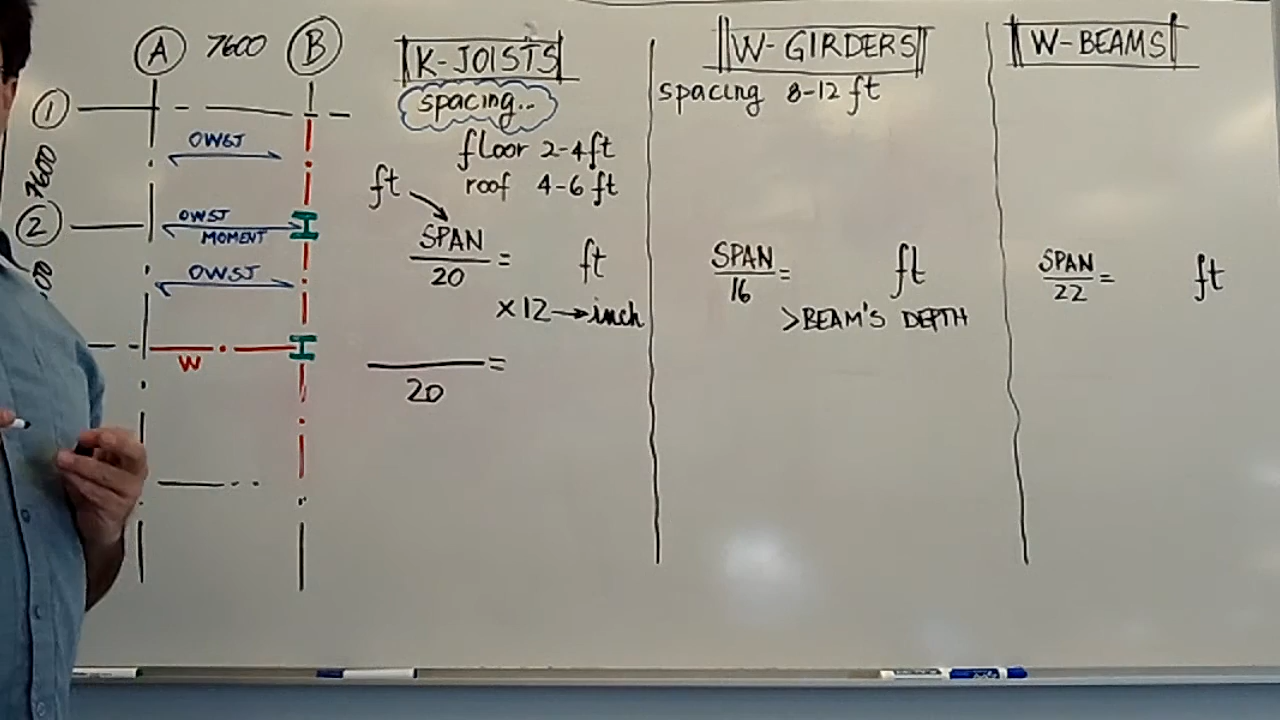 A 7600 B
1
7600
2
00
OWSJ
OWSJ
MOMENT
OWSJ
W
K-JOISTS
spacing..
floor 2-4ft
roof 4-6 ft
ft
SPAN
20
= ft
×12→inch
=
20
W-GIRDERS
spacing 8-12 ft
SPAN
16
= ft
>BEAM'S DEPTH
W-BEAMS
SPAN
22
= ft